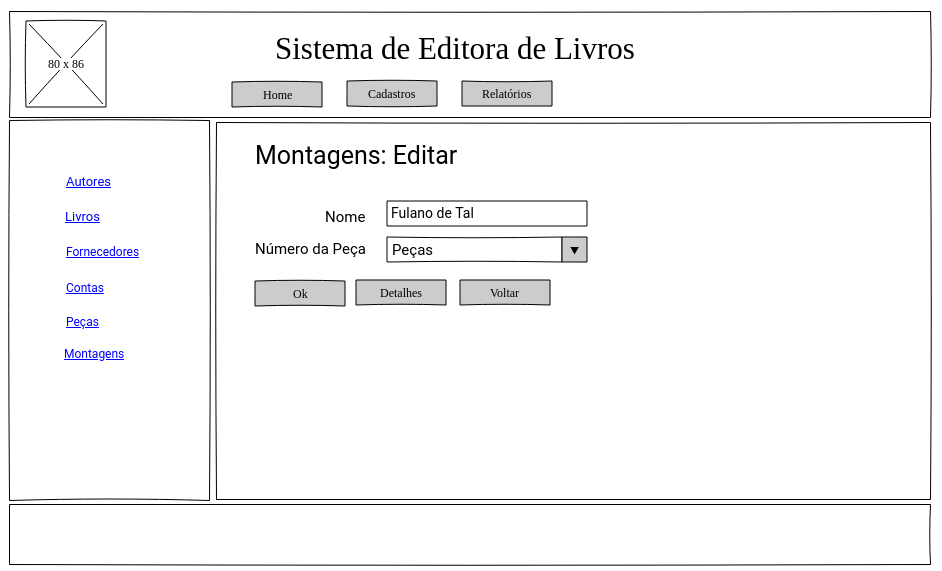 80 x 86
Sistema de Editora de Livros
Home
Cadastros
Relatórios
Autores
Livros
Fornecedores
Contas
Peças
Montagens
Montagens: Editar
Nome
Fulano de Tal
Número da Peça
Peças
Ok
Detalhes
Voltar